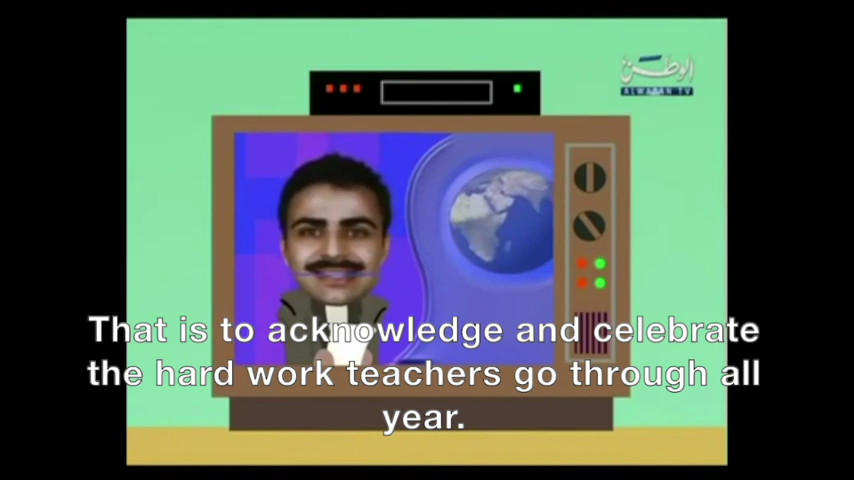 الوطن
ALWATAN TV
That is to acknowledge and celebrate
the hard work teachers go through all
year.